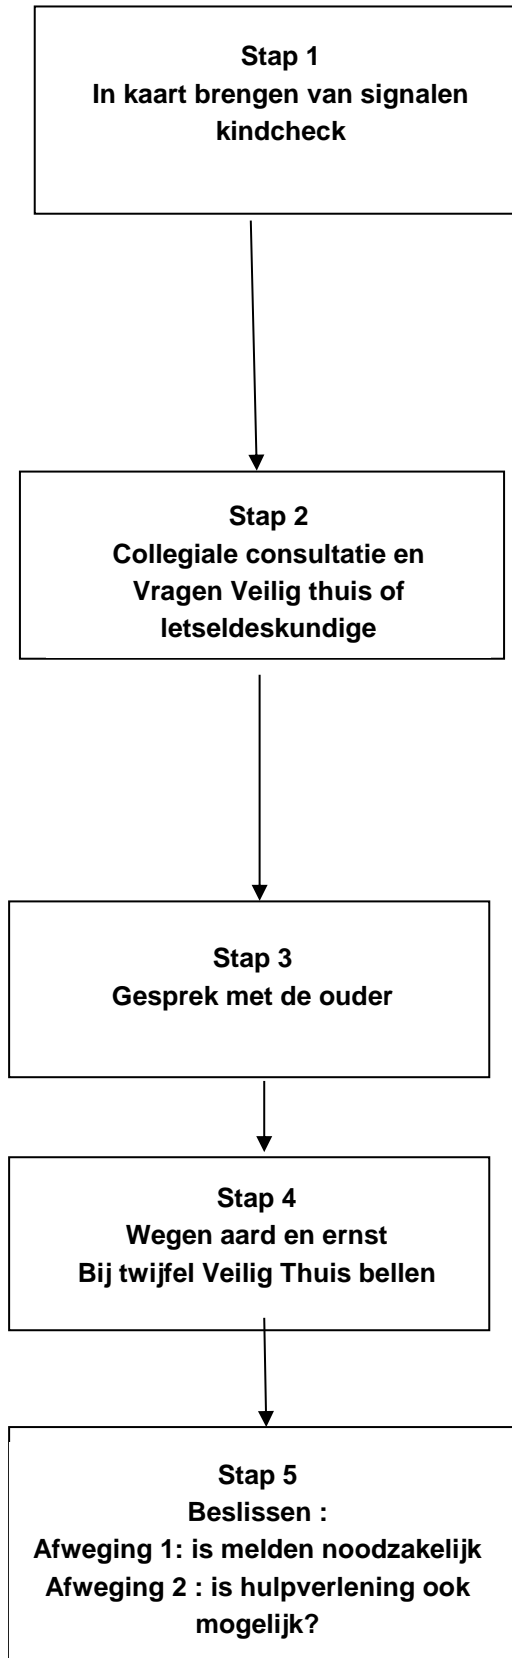 Stap 1
In kaart brengen van signalen
kindcheck
Stap 2
Collegiale consultatie en
Vragen Veilig thuis of
letseldeskundige
Stap 3
Gesprek met de ouder
Stap 4
Wegen aard en ernst
Bij twijfel Veilig Thuis bellen
Stap 5
Beslissen :
Afweging 1: is melden noodzakelijk
Afweging 2 : is hulpverlening ook
mogelijk?